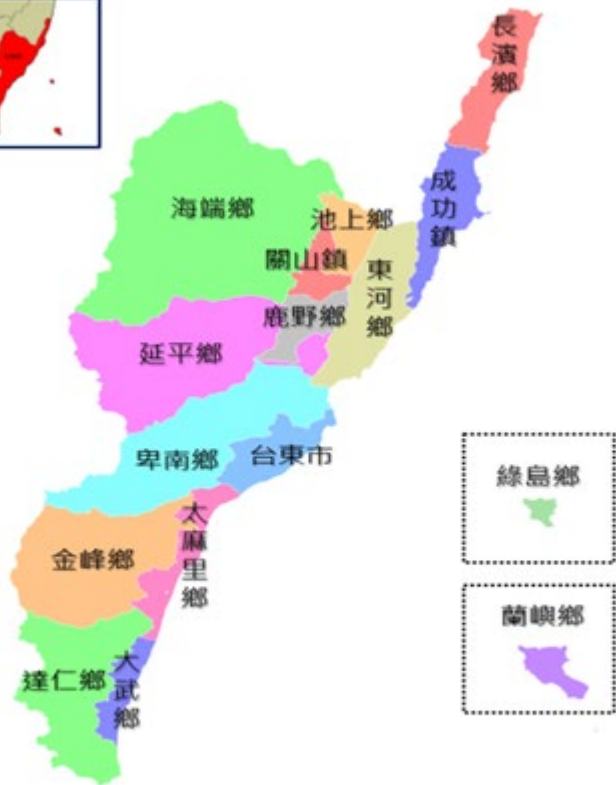 長濱鄉
成功鎮
海端鄉
池上鄉
關山鎮
東河鄉
鹿野鄉
延平鄉
卑南鄉
台東市
綠島鄉
太麻里鄉
金峰鄉
蘭嶼鄉
達仁鄉
大武鄉